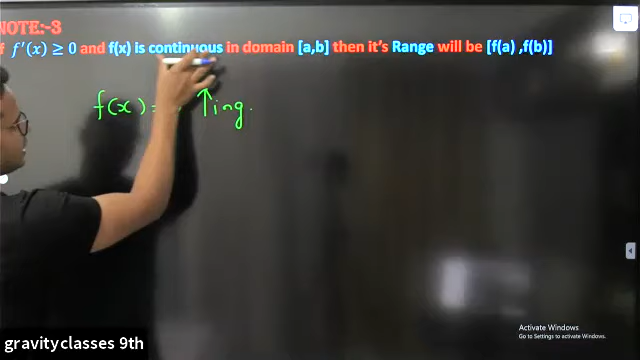 NOTE:-3
f f'(x) ≥ 0 and f(x) is continuous in domain [a,b] then it's Range will be [f(a) ,f(b)]
f(x) = ↑ing.
Activate Windows
Go to Settings to activate Windows.
gravityclasses 9th